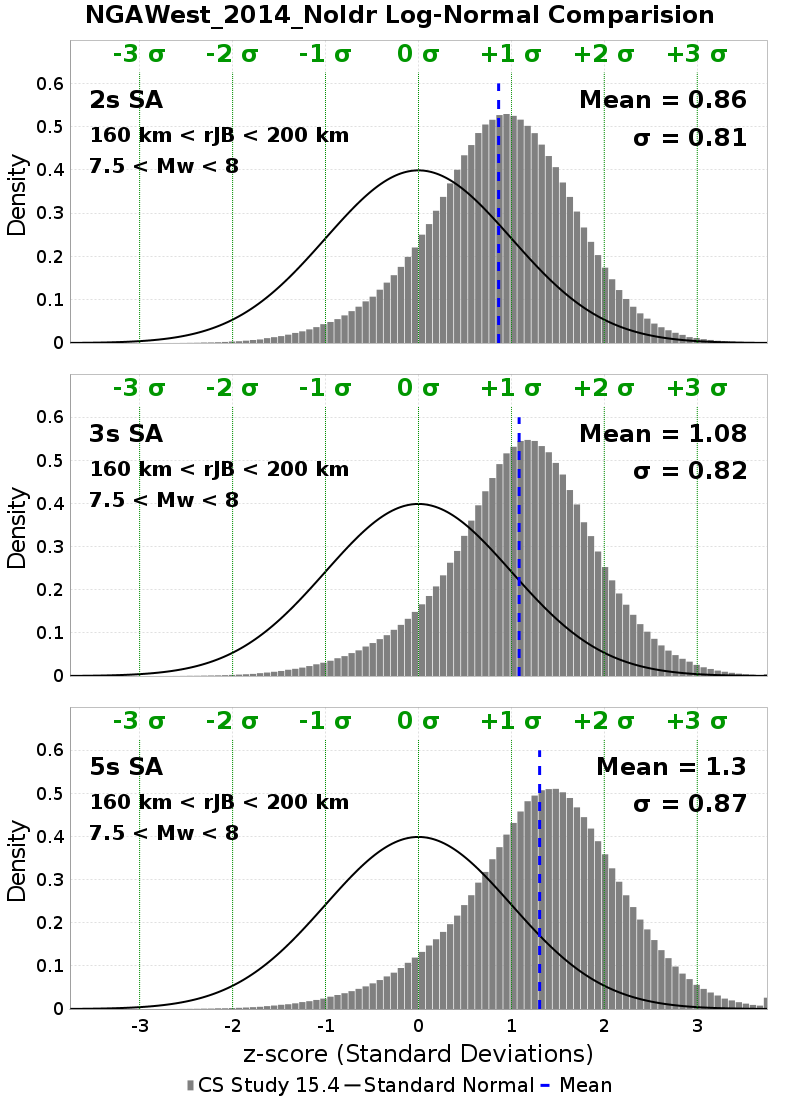 NGAWest_2014_NoIdr Log-Normal Comparision
-3 σ -2 σ -1 σ 0 σ +1 σ +2 σ +3 σ
0.6
2s SA
Mean = 0.86
0.5
160 km < rJB < 200 km
σ = 0.81
7.5 < Mw < 8
0.4
0.3
0.2
0.1
0
Density
-3 σ -2 σ -1 σ 0 σ +1 σ +2 σ +3 σ
0.6
3s SA
Mean = 1.08
0.5
160 km < rJB < 200 km
σ = 0.82
7.5 < Mw < 8
0.4
0.3
0.2
0.1
0
Density
-3 σ -2 σ -1 σ 0 σ +1 σ +2 σ +3 σ
0.6
5s SA
Mean = 1.3
0.5
160 km < rJB < 200 km
σ = 0.87
7.5 < Mw < 8
0.4
0.3
0.2
0.1
0
Density
-3 -2 -1 0 1 2 3
z-score (Standard Deviations)
CS Study 15.4 Standard Normal Mean